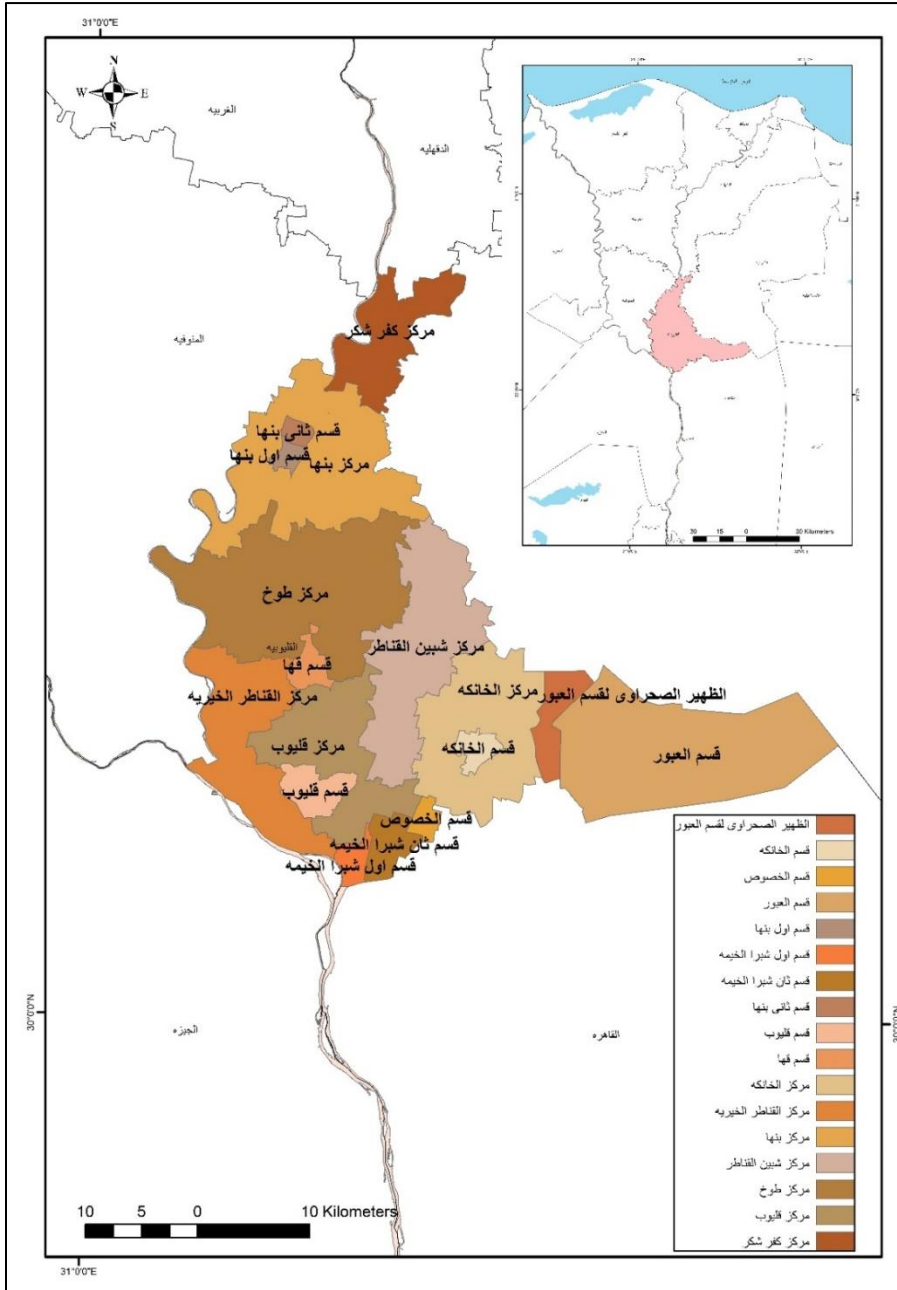 31°0'0"E
N
W E
S
الغربيه
الدقهليه
المنوفيه
مركز كفر شكر
قسم ثانى بنها
قسم اول بنها
مركز بنها
مركز طوخ
القليوبيه
مركز شبين القناطر
قسم قها
مركز القناطر الخيريه
مركز الخانكه
الظهير الصحراوى لقسم العبور
مركز قليوب
قسم الخانكه
قسم العبور
قسم قليوب
قسم الخصوص
قسم ثان شبرا الخيمه
قسم اول شبرا الخيمه
30°0'0"N
الجيزه
القاهره
30 15 0 30 Kilometers
الظهير الصحراوى لقسم العبور
قسم الخانكه
قسم الخصوص
قسم العبور
قسم اول بنها
قسم اول شبرا الخيمه
قسم ثان شبرا الخيمه
قسم ثانى بنها
قسم قليوب
قسم قها
مركز الخانكه
مركز القناطر الخيريه
مركز بنها
مركز شبين القناطر
مركز طوخ
مركز قليوب
مركز كفر شكر
10 5 0 10 Kilometers
31°0'0"E